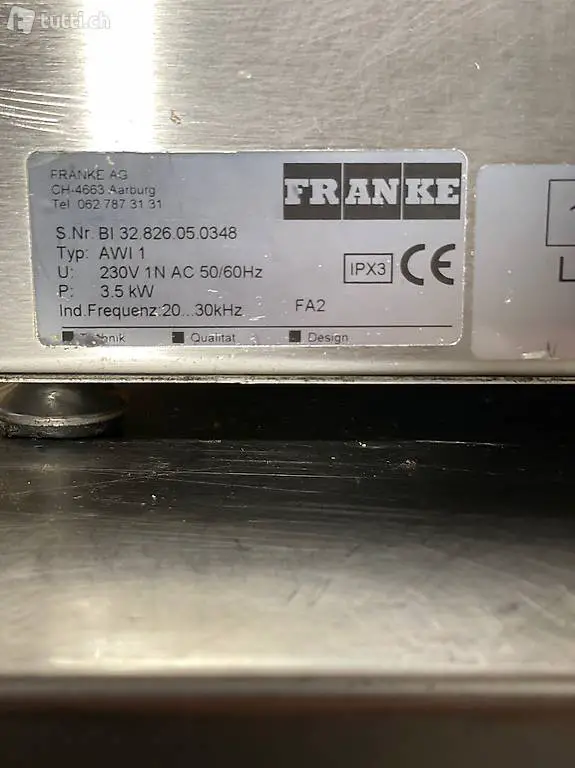 tutti.ch
FRANKE AG
CH-4663 Aarburg
Tel 062 787 31 31
FRANKE
S.Nr. BI 32.826.05.0348
Typ: AWI 1
U: 230V 1N AC 50/60Hz
P: 3.5 kW
IPX3 CE
Ind.Frequenz 20...30kHz FA2
Technik Qualität Design